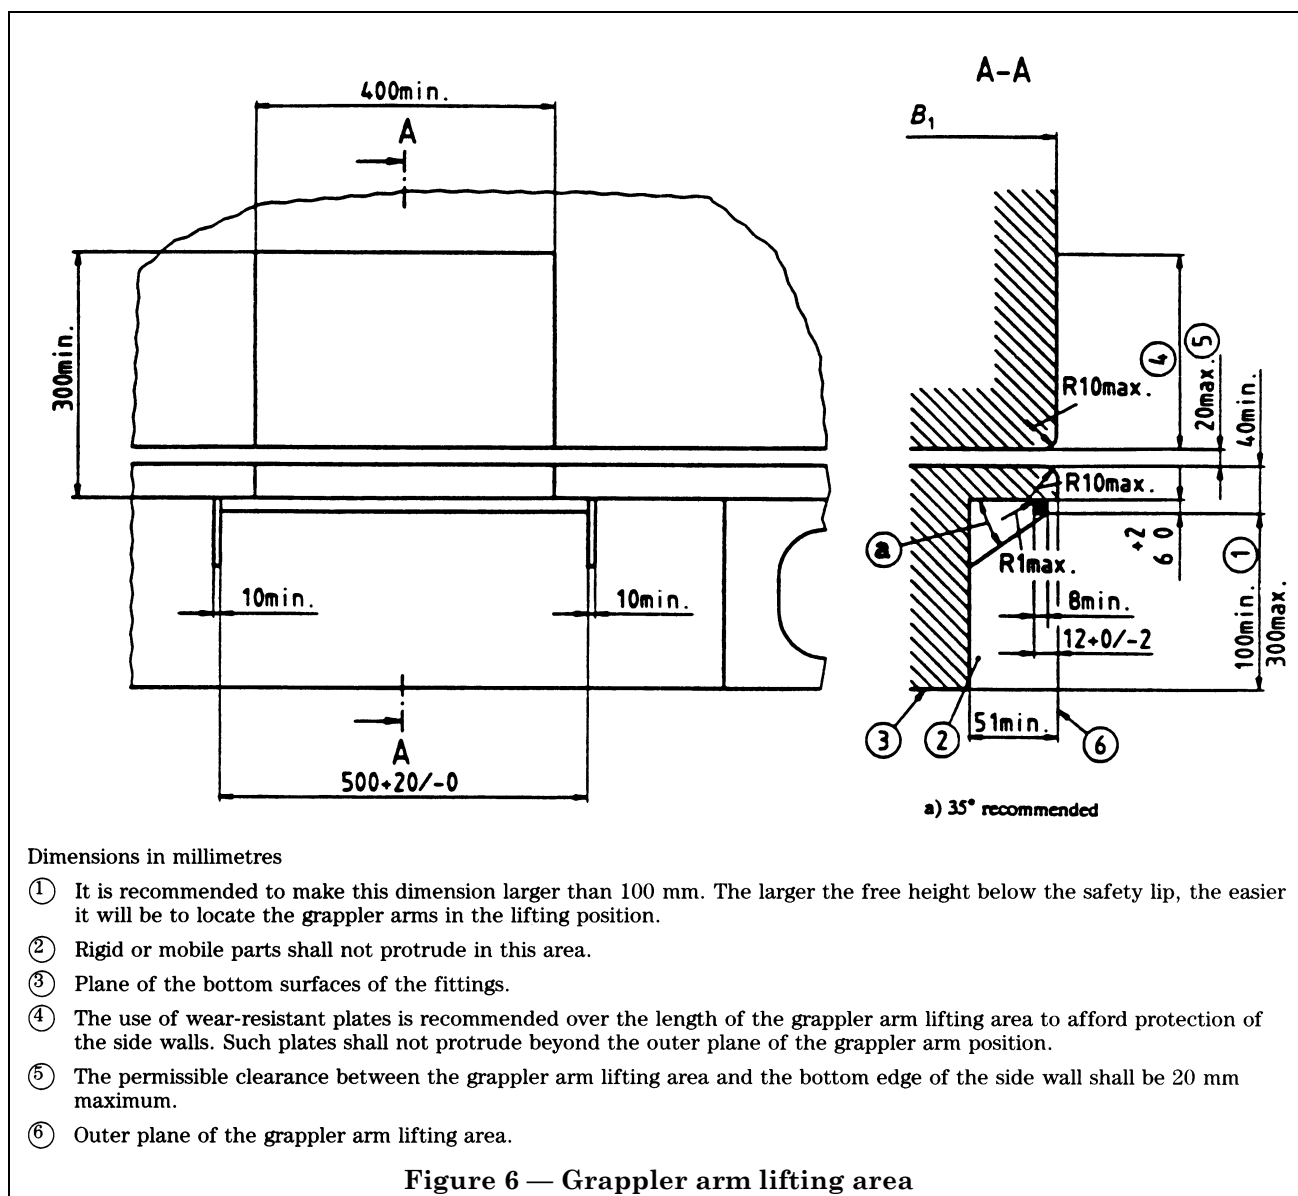 A-A
400min.
B1
A
300min.
R10max.
4
5
20max.
40min.
R10max.
+2
6 0
a
R1max.
1
10min.
10min.
8min.
12+0/-2
100min.
300max.
51min.
3
2
6
A
500+20/-0
a) 35° recommended
Dimensions in millimetres
1 It is recommended to make this dimension larger than 100 mm. The larger the free height below the safety lip, the easier
it will be to locate the grappler arms in the lifting position.
2 Rigid or mobile parts shall not protrude in this area.
3 Plane of the bottom surfaces of the fittings.
4 The use of wear-resistant plates is recommended over the length of the grappler arm lifting area to afford protection of
the side walls. Such plates shall not protrude beyond the outer plane of the grappler arm position.
5 The permissible clearance between the grappler arm lifting area and the bottom edge of the side wall shall be 20 mm
maximum.
6 Outer plane of the grappler arm lifting area.
Figure 6 — Grappler arm lifting area